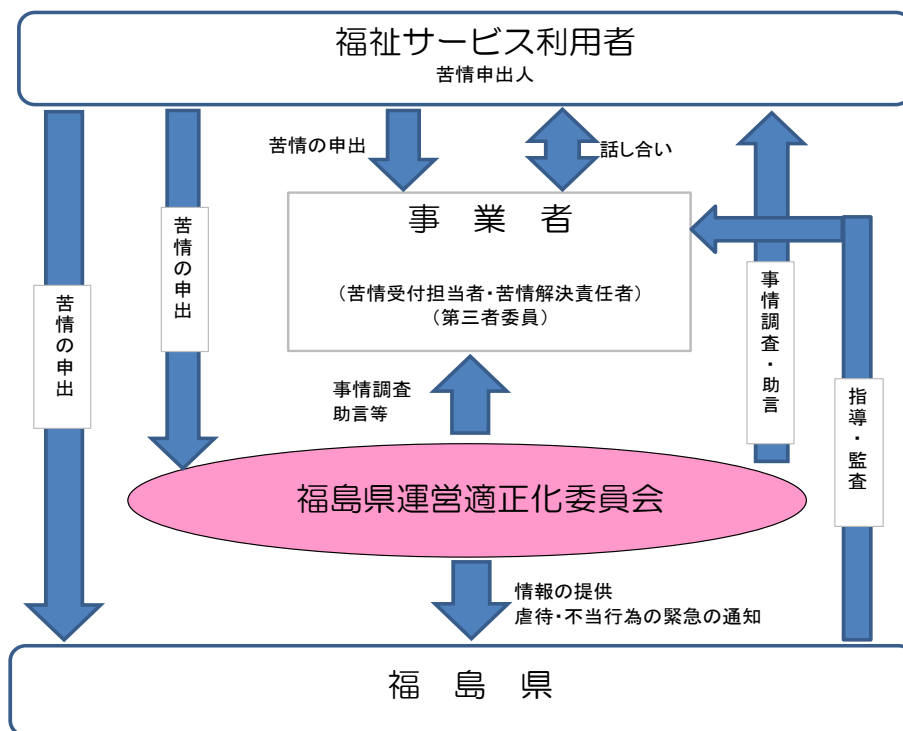 福祉サービス利用者
苦情申出人
苦情の申出
話し合い
事　業　者
（苦情受付担当者・苦情解決責任者）
（第三者委員）
苦情の申出
苦情の申出
事情調査・助言
指導・監査
事情調査
助言等
福島県運営適正化委員会
情報の提供
虐待・不当行為の緊急の通知
福　島　県